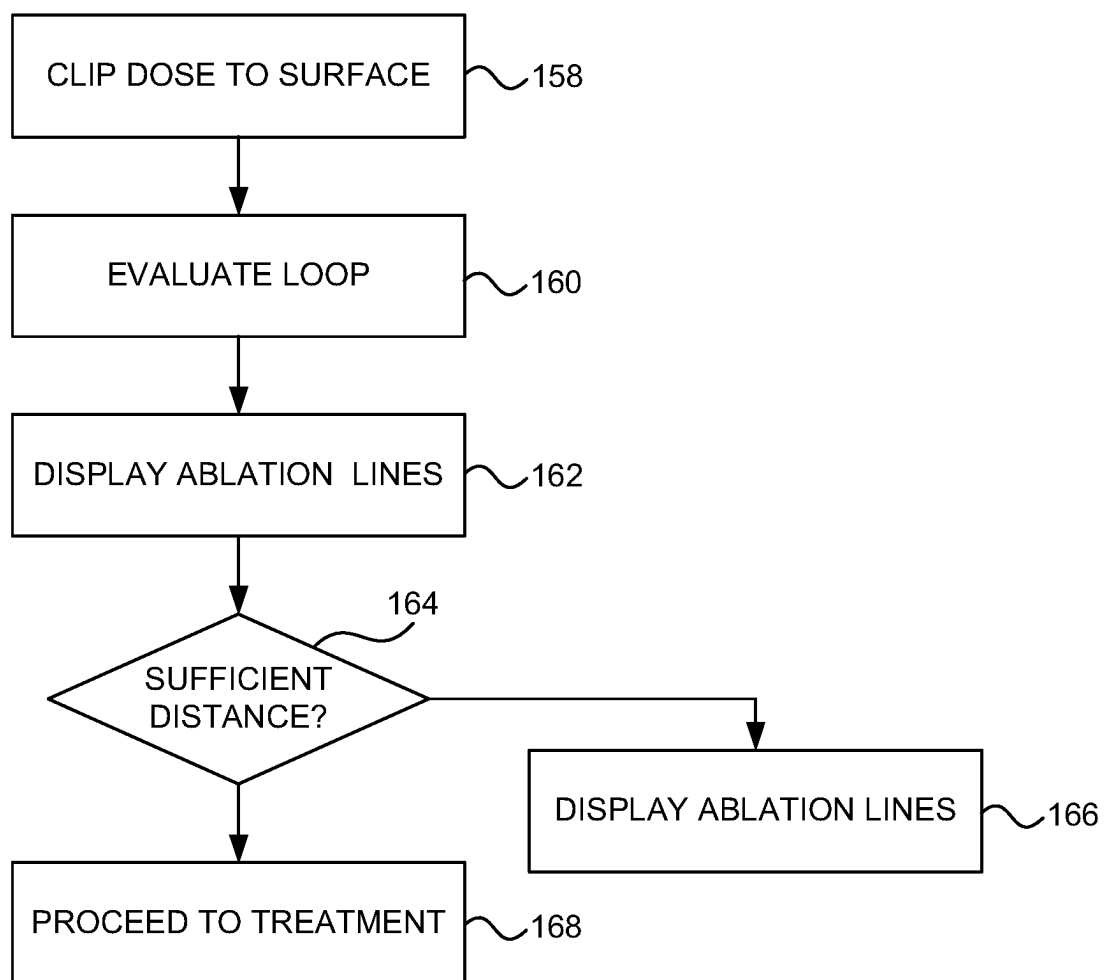 CLIP DOSE TO SURFACE
158
EVALUATE LOOP
160
DISPLAY ABLATION LINES
162
164
SUFFICIENT
DISTANCE?
DISPLAY ABLATION LINES
166
PROCEED TO TREATMENT
168